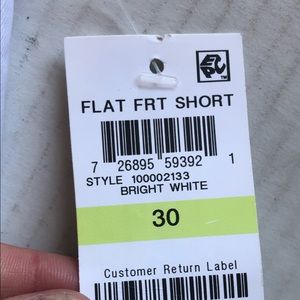 FLAT FRT SHORT
7 26895 59392 1
STYLE 100002133
BRIGHT WHITE
30
Customer Return Label